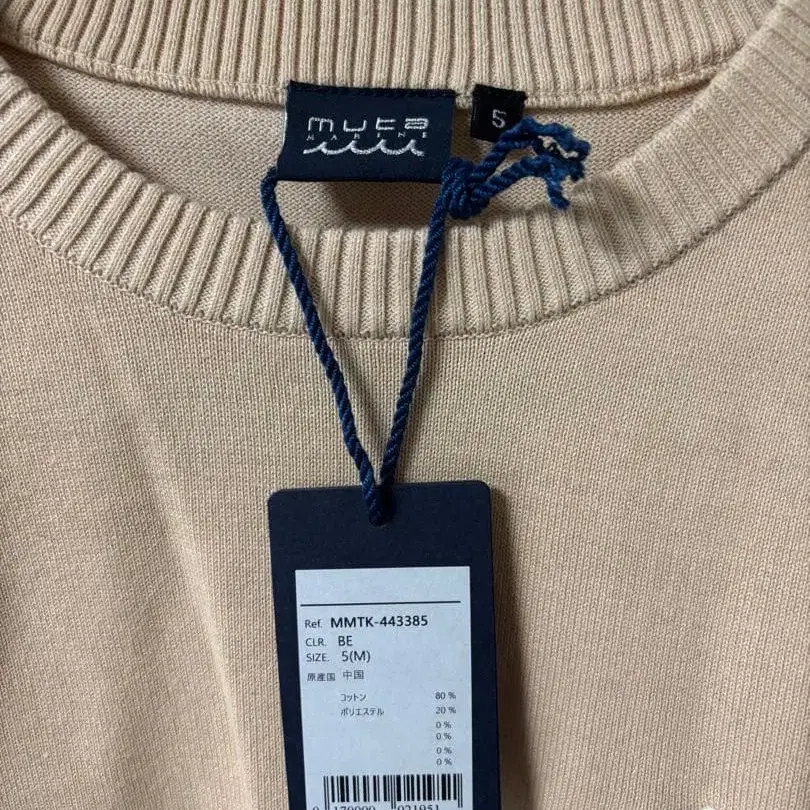 muta
MARINE
5
Ref. MMTK-443385
CLR. BE
SIZE. 5(M)
原産国 中国
コットン 80 %
ポリエステル 20 %
0 %
0 %
0 %
0 %